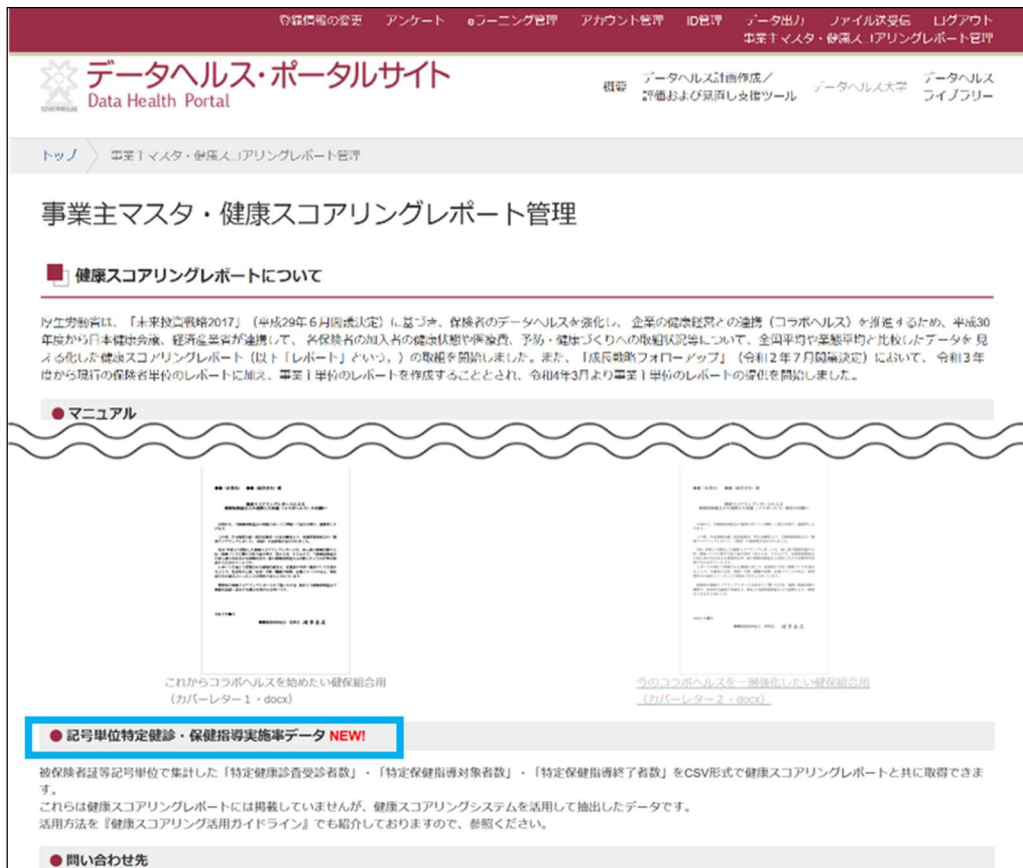 登録情報の変更 アンケート eラーニング管理 アカウント管理 ID管理 データ出力 ファイル送受信 ログアウト
事業主マスタ・健康スコアリングレポート管理
データヘルス・ポータルサイト
Data Health Portal
概要
データヘルス計画作成／
評価および見直し支援ツール
データヘルス大学
データヘルス
ライブラリー
トップ 事業主マスタ・健康スコアリングレポート管理
事業主マスタ・健康スコアリングレポート管理
健康スコアリングレポートについて
厚生労働省は、「未来投資戦略2017」（平成29年6月閣議決定）に基づき、保険者のデータヘルスを強化し、企業の健康経営との連携（コラボヘルス）を推進するため、平成30
年度から日本健康会議、経済産業省が連携して、各保険者の加入者の健康状態や医療費、予防・健康づくりへの取組状況等について、全国平均や業態平均と比較したデータを見
える化した健康スコアリングレポート（以下「レポート」という。）の取組を開始しました。また、「成長戦略フォローアップ」（令和2年7月閣議決定）において、令和3年
度から現行の保険者単位のレポートに加え、事業主単位のレポートを作成することとされ、令和4年3月より事業主単位のレポートの提供を開始しました。
●マニュアル
これからコラボヘルスを始めたい健保組合用
（カバーレター1・docx）
今のコラボヘルスを一層強化したい健保組合用
（カバーレター2・docx）
●記号単位特定健診・保健指導実施率データ NEW!
被保険者証等記号単位で集計した「特定健康診査受診者数」・「特定保健指導対象者数」・「特定保健指導終了者数」をCSV形式で健康スコアリングレポートと共に取得できま
す。
これらは健康スコアリングレポートには掲載していませんが、健康スコアリングシステムを活用して抽出したデータです。
活用方法を『健康スコアリング活用ガイドライン』でも紹介しておりますので、参照ください。
●問い合わせ先